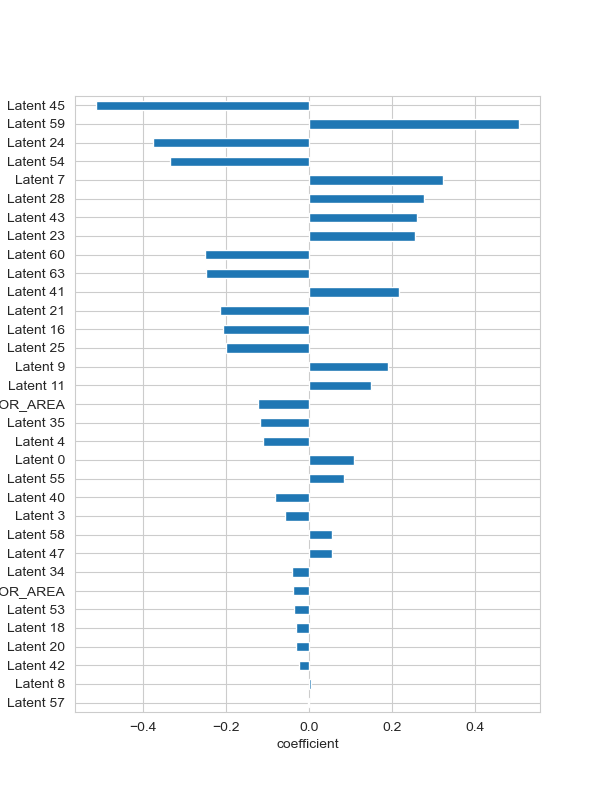 Latent 45
Latent 59
Latent 24
Latent 54
Latent 7
Latent 28
Latent 43
Latent 23
Latent 60
Latent 63
Latent 41
Latent 21
Latent 16
Latent 25
Latent 9
Latent 11
OR_AREA
Latent 35
Latent 4
Latent 0
Latent 55
Latent 40
Latent 3
Latent 58
Latent 47
Latent 34
OR_AREA
Latent 53
Latent 18
Latent 20
Latent 42
Latent 8
Latent 57
−0.4 −0.2 0.0 0.2 0.4
coefficient